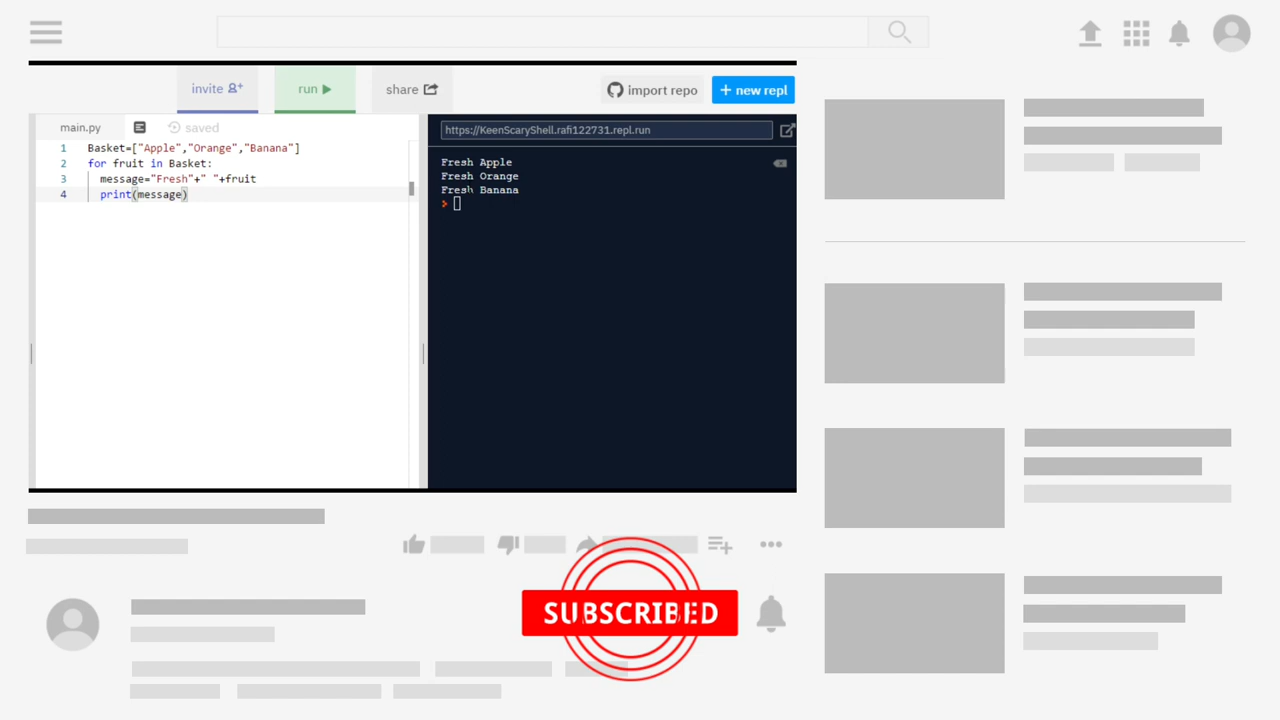 invite
run
share
import repo
+ new repl
main.py
saved
https://KeenScaryShell.rafi122731.repl.run
1 Basket=["Apple","Orange","Banana"]
2 for fruit in Basket:
3 message="Fresh"+" "+fruit
4 print(message)
Fresh Apple
Fresh Orange
Fresh Banana
>
SUBSCRIBED